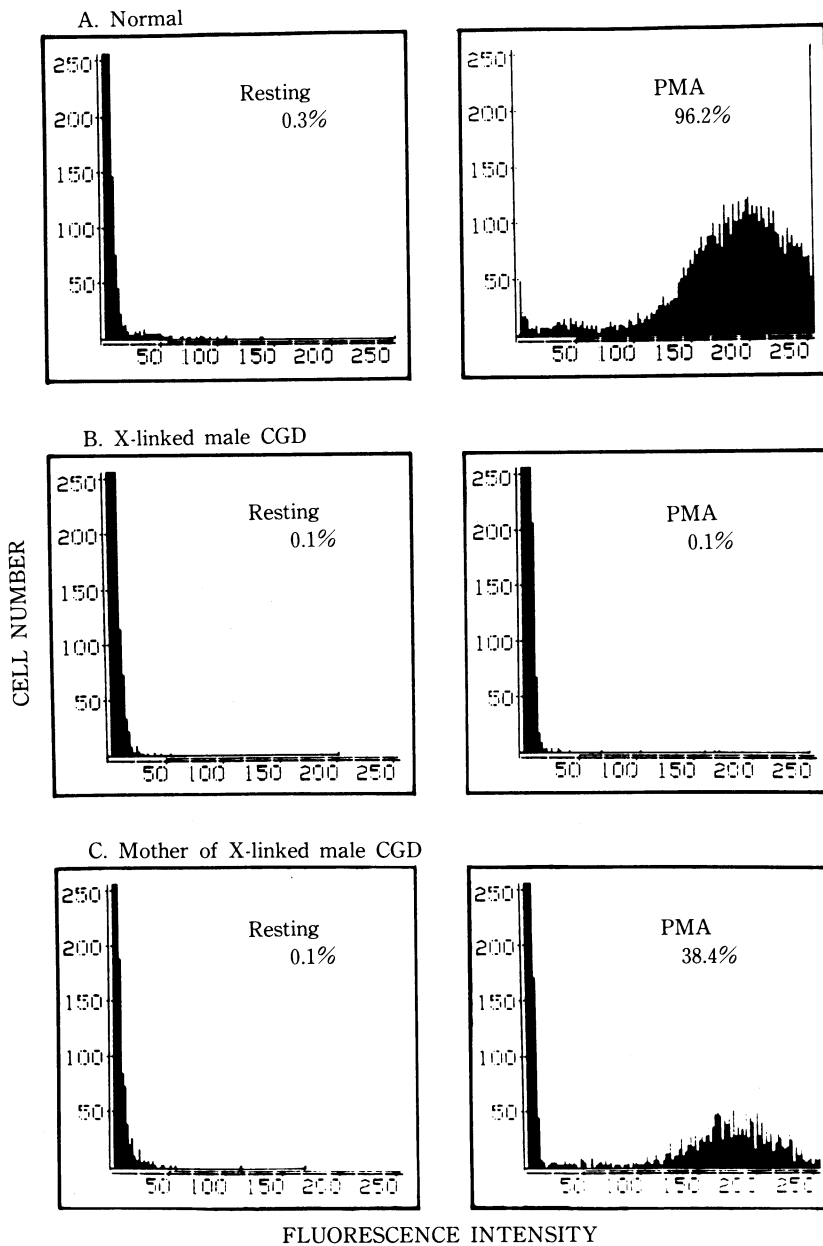 A. Normal
250
200
150
100
50
Resting
0.3%
50 100 150 200 250
250
200
150
100
50
PMA
96.2%
50 100 150 200 250
B. X-linked male CGD
250
200
150
100
50
Resting
0.1%
50 100 150 200 250
250
200
150
100
50
PMA
0.1%
50 100 150 200 250
CELL NUMBER
C. Mother of X-linked male CGD
250
200
150
100
50
Resting
0.1%
50 100 150 200 250
250
200
150
100
50
PMA
38.4%
50 100 150 200 250
FLUORESCENCE INTENSITY